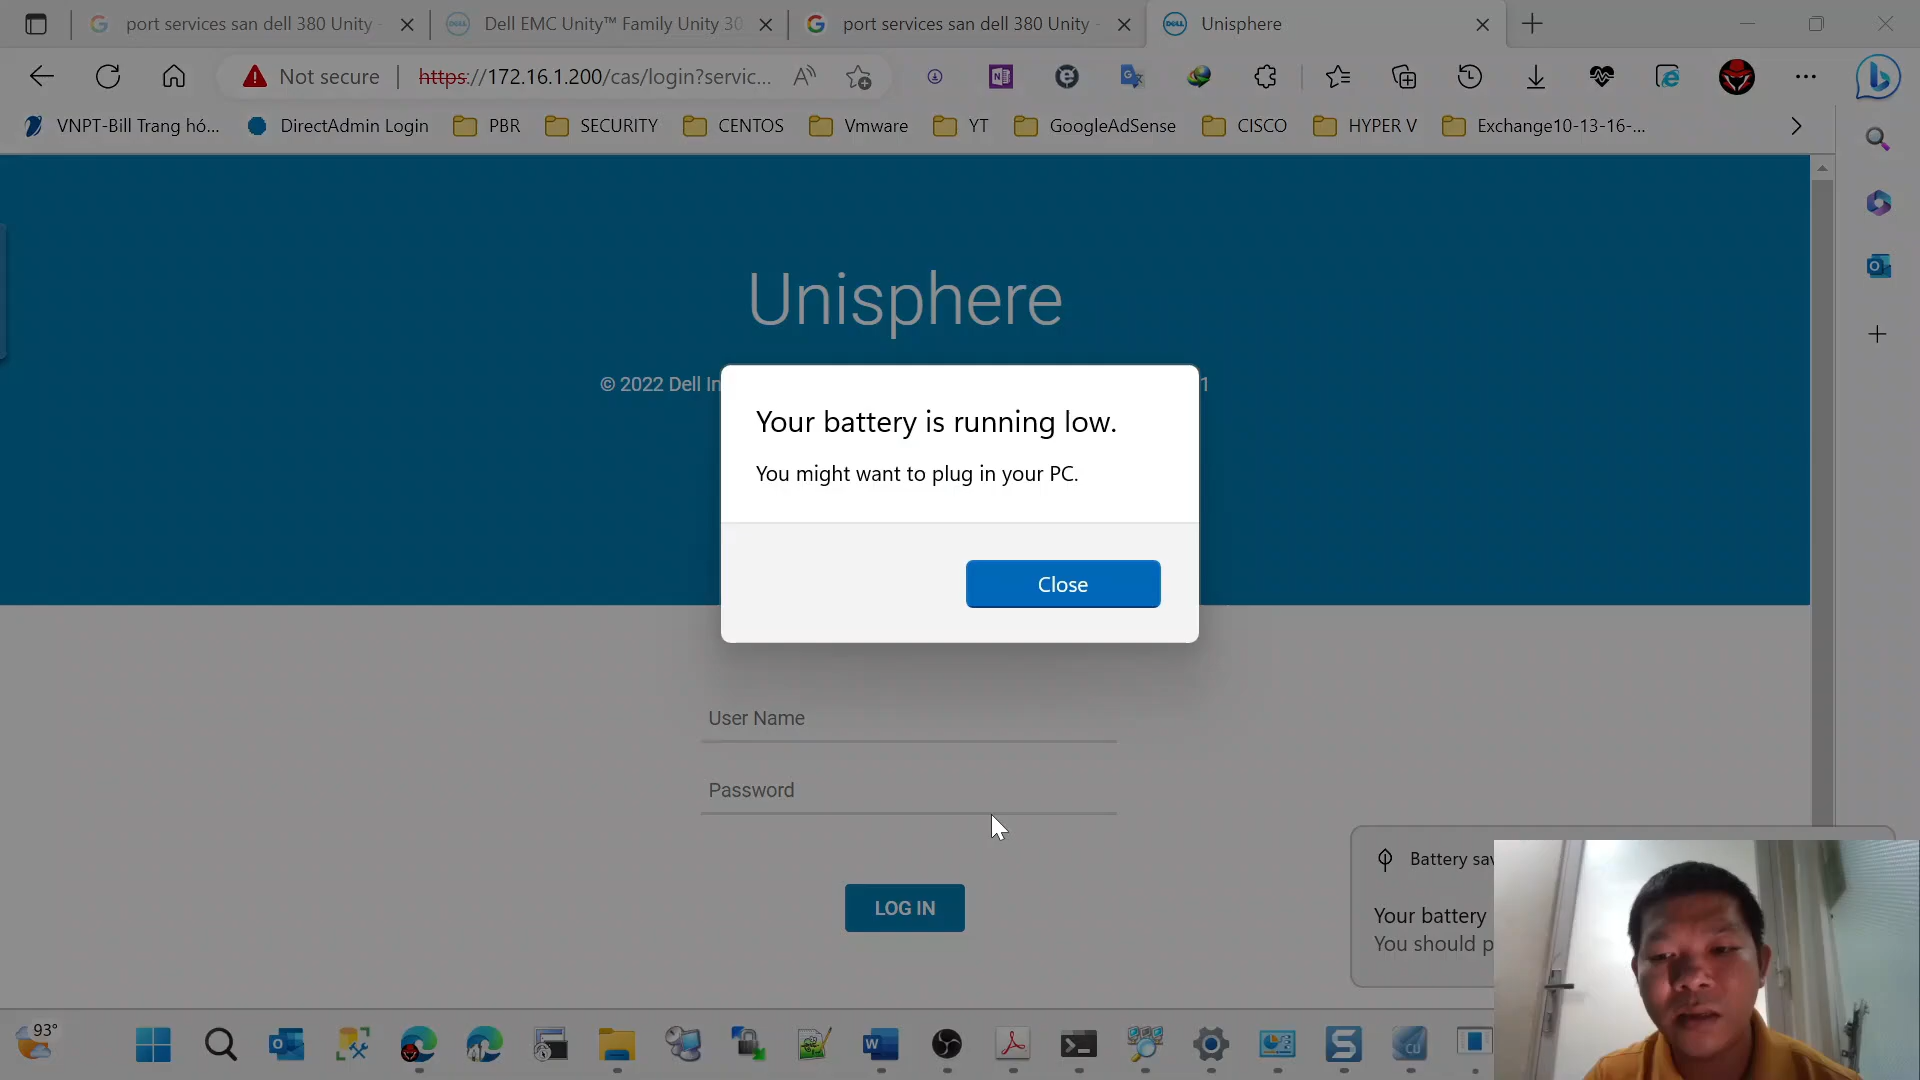 port services san dell 380 Unity -
Dell EMC Unity™ Family Unity 30
port services san dell 380 Unity -
Unisphere
Not secure
https://172.16.1.200/cas/login?servic...
VNPT-Bill Trang hó...
DirectAdmin Login
PBR
SECURITY
CENTOS
Vmware
YT
GoogleAdSense
CISCO
HYPER V
Exchange10-13-16-...
Unisphere
© 2022 Dell In
1
Your battery is running low.
You might want to plug in your PC.
Close
User Name
Password
LOG IN
Battery sav
Your battery
You should p
93°